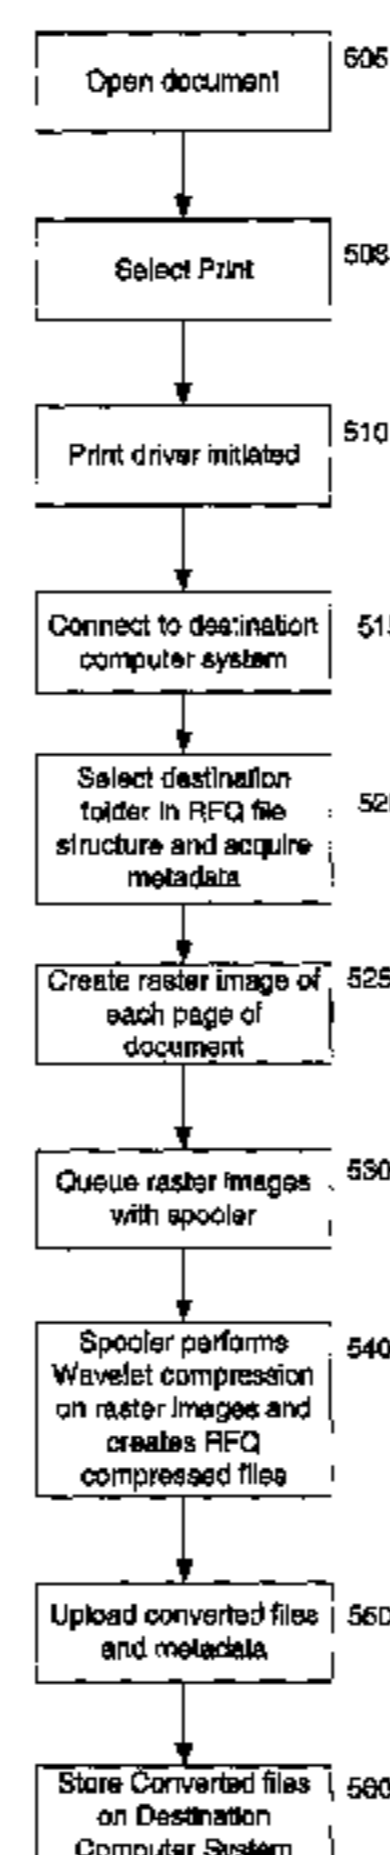 Open document
505
Select Print
508
Print driver initiated
510
Connect to destination
computer system
Select destination
folder in RFQ file
structure and acquire
metadata
Create raster image of
each page of
document
525
Queue raster images
with spooler
530
Spooler performs
Wavelet compression
on raster images and
creates RFQ
compressed files
540
Upload converted files
and metadata
550
Store Converted files
on Destination
Computer System
560